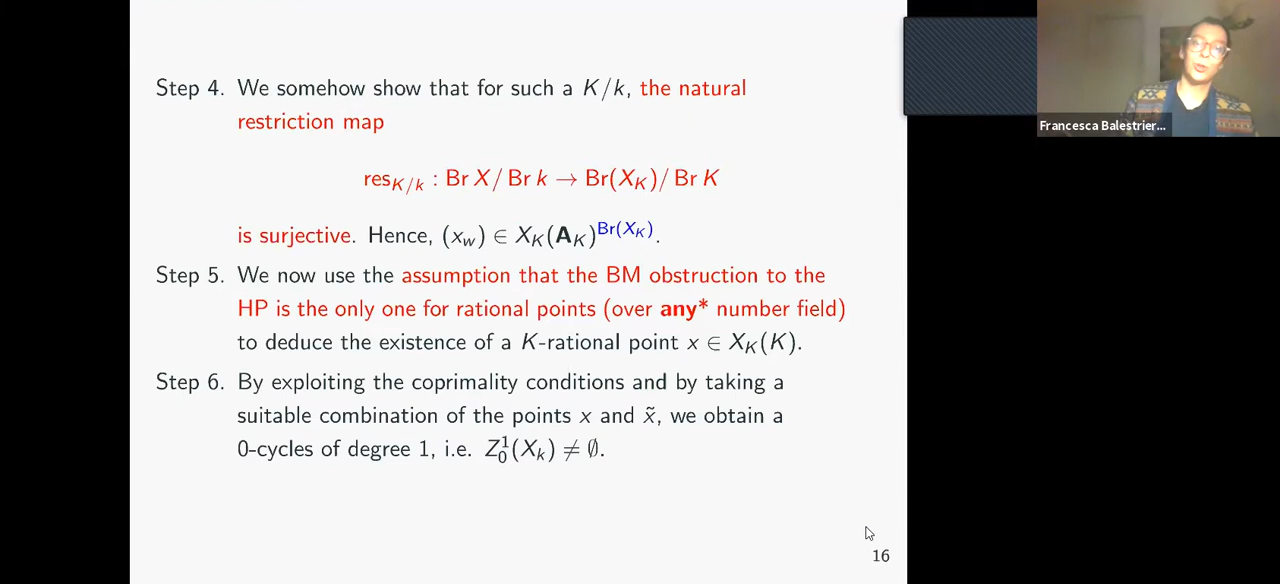 Step 4. We somehow show that for such a K/k, the natural
restriction map
res_{K/k} : Br X/ Br k → Br(X_K)/ Br K
is surjective. Hence, (x_w) ∈ X_K(𝐀_K)^{Br(X_K)}.
Step 5. We now use the assumption that the BM obstruction to the
HP is the only one for rational points (over any* number field)
to deduce the existence of a K-rational point x ∈ X_K(K).
Step 6. By exploiting the coprimality conditions and by taking a
suitable combination of the points x and x̃, we obtain a
0-cycles of degree 1, i.e. Z_0^1(X_k) ≠ ∅.
16
Francesca Balestrier...